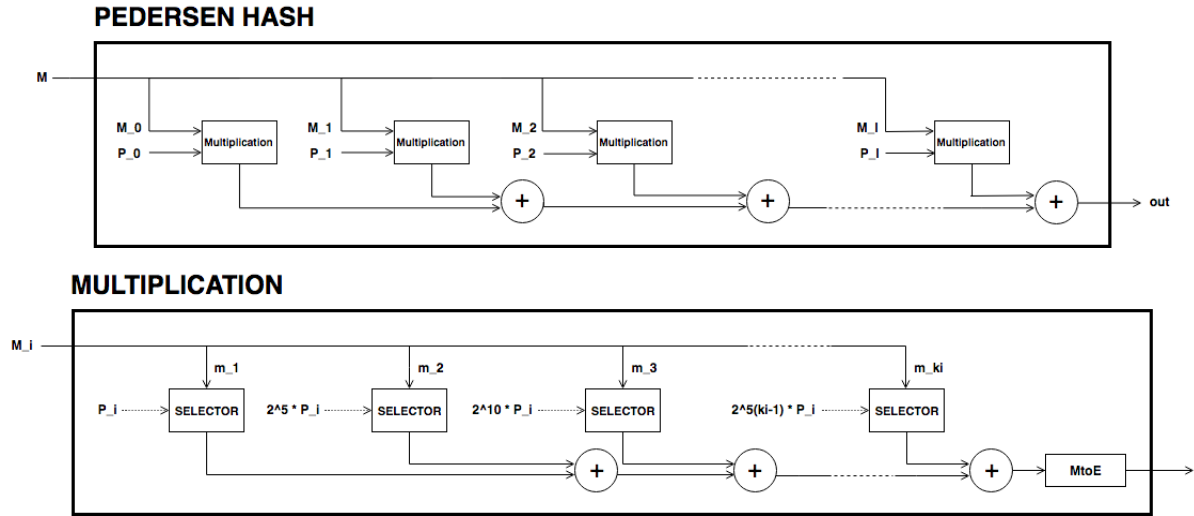 PEDERSEN HASH
M
M_0 M_1 M_2 M_l
Multiplication Multiplication Multiplication Multiplication
P_0 P_1 P_2 P_l
+ + +
out
MULTIPLICATION
M_i
m_1 m_2 m_3 m_ki
P_i SELECTOR 2^5 * P_i SELECTOR 2^10 * P_i SELECTOR 2^5(ki-1) * P_i SELECTOR
+ + + MtoE